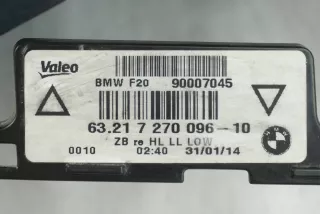 Valeo
BMW F20 90007045
63.21 7 270 096-10
ZB re HL LL LOW
0010 02:40 31/01/14
BMW